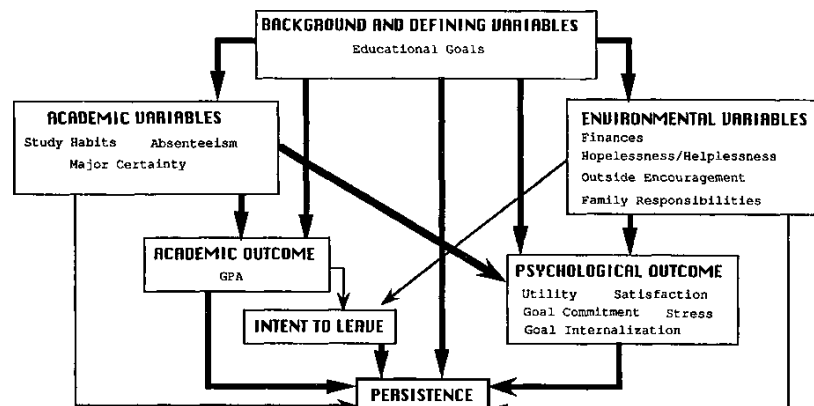 BACKGROUND AND DEFINING VARIABLES
Educational Goals
ACADEMIC VARIABLES
Study Habits Absenteeism
Major Certainty
ENVIRONMENTAL VARIABLES
Finances
Hopelessness/Helplessness
Outside Encouragement
Family Responsibilities
ACADEMIC OUTCOME
GPA
PSYCHOLOGICAL OUTCOME
Utility Satisfaction
Goal Commitment Stress
Goal Internalization
INTENT TO LEAVE
PERSISTENCE